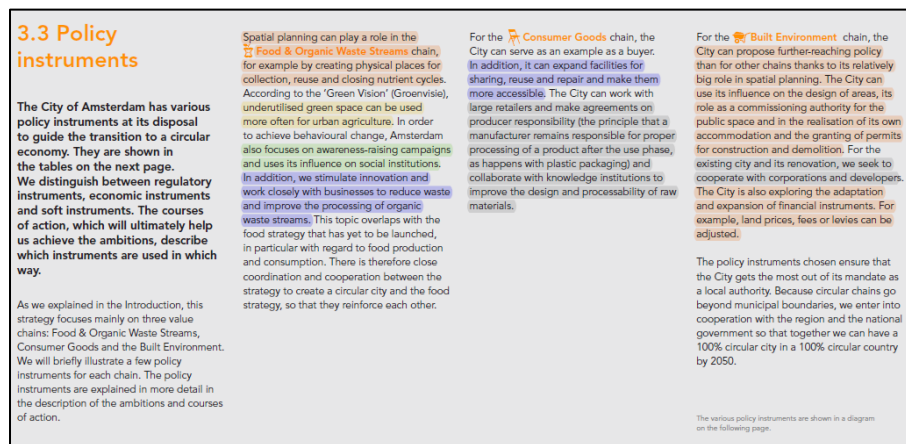 3.3 Policy
instruments
The City of Amsterdam has various
policy instruments at its disposal
to guide the transition to a circular
economy. They are shown in
the tables on the next page.
We distinguish between regulatory
instruments, economic instruments
and soft instruments. The courses
of action, which will ultimately help
us achieve the ambitions, describe
which instruments are used in which
way.
As we explained in the Introduction, this
strategy focuses mainly on three value
chains: Food & Organic Waste Streams,
Consumer Goods and the Built Environment.
We will briefly illustrate a few policy
instruments for each chain. The policy
instruments are explained in more detail in
the description of the ambitions and courses
of action.
Spatial planning can play a role in the
Food & Organic Waste Streams chain,
for example by creating physical places for
collection, reuse and closing nutrient cycles.
According to the 'Green Vision' (Groenvisie),
underutilised green space can be used
more often for urban agriculture. In order
to achieve behavioural change, Amsterdam
also focuses on awareness-raising campaigns
and uses its influence on social institutions.
In addition, we stimulate innovation and
work closely with businesses to reduce waste
and improve the processing of organic
waste streams. This topic overlaps with the
food strategy that has yet to be launched,
in particular with regard to food production
and consumption. There is therefore close
coordination and cooperation between the
strategy to create a circular city and the food
strategy, so that they reinforce each other.
For the Consumer Goods chain, the
City can serve as an example as a buyer.
In addition, it can expand facilities for
sharing, reuse and repair and make them
more accessible. The City can work with
large retailers and make agreements on
producer responsibility (the principle that a
manufacturer remains responsible for proper
processing of a product after the use phase,
as happens with plastic packaging) and
collaborate with knowledge institutions to
improve the design and processability of raw
materials.
For the Built Environment chain, the
City can propose further-reaching policy
than for other chains thanks to its relatively
big role in spatial planning. The City can
use its influence on the design of areas, its
role as a commissioning authority for the
public space and in the realisation of its own
accommodation and the granting of permits
for construction and demolition. For the
existing city and its renovation, we seek to
cooperate with corporations and developers.
The City is also exploring the adaptation
and expansion of financial instruments. For
example, land prices, fees or levies can be
adjusted.
The policy instruments chosen ensure that
the City gets the most out of its mandate as
a local authority. Because circular chains go
beyond municipal boundaries, we enter into
cooperation with the region and the national
government so that together we can have a
100% circular city in a 100% circular country
by 2050.
The various policy instruments are shown in a diagram
on the following page.